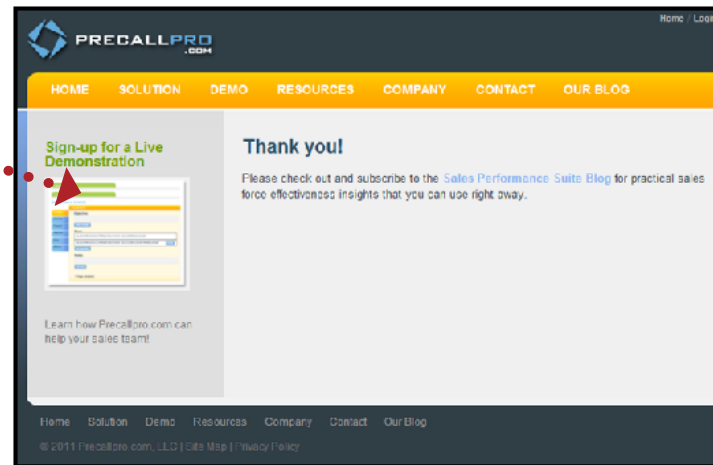 Home / Login
PRECALLPRO
.COM
HOME SOLUTION DEMO RESOURCES COMPANY CONTACT OUR BLOG
Sign-up for a Live
Demonstration
Learn how Precallpro.com can
help your sales team!
Thank you!
Please check out and subscribe to the Sales Performance Suite Blog for practical sales
force effectiveness insights that you can use right away.
Home Solution Demo Resources Company Contact Our Blog
© 2011 Precallpro.com, LLC | Site Map | Privacy Policy